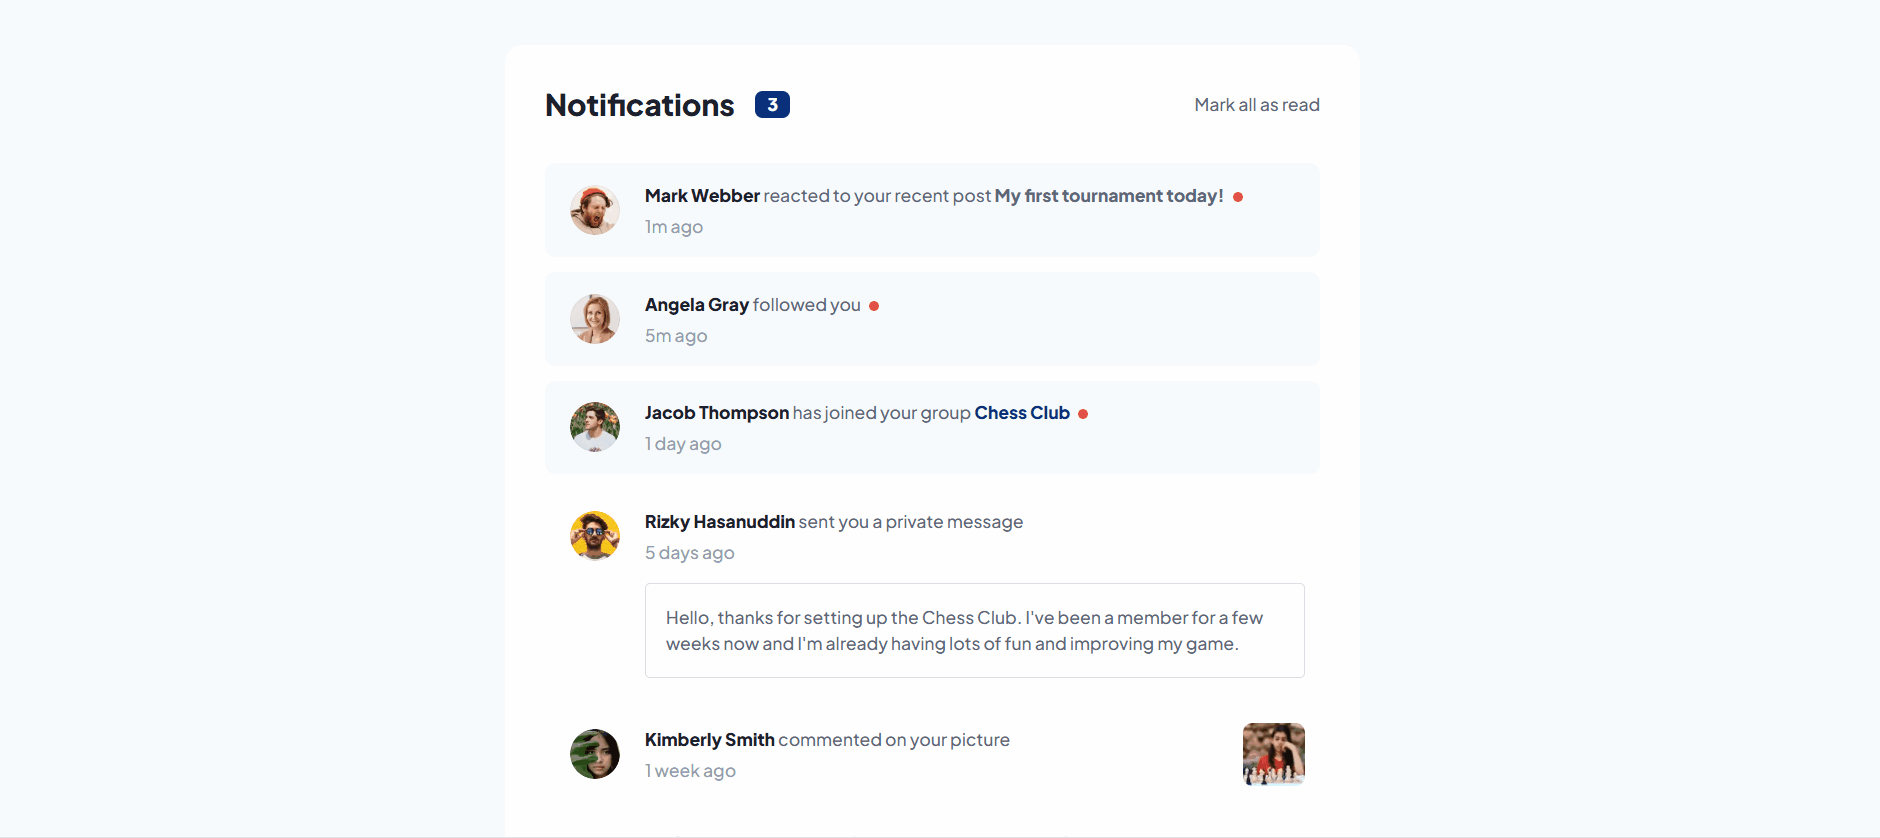 Notifications 3
Mark all as read
Mark Webber reacted to your recent post My first tournament today!
1m ago
Angela Gray followed you
5m ago
Jacob Thompson has joined your group Chess Club
1 day ago
Rizky Hasanuddin sent you a private message
5 days ago
Hello, thanks for setting up the Chess Club. I've been a member for a few
weeks now and I'm already having lots of fun and improving my game.
Kimberly Smith commented on your picture
1 week ago